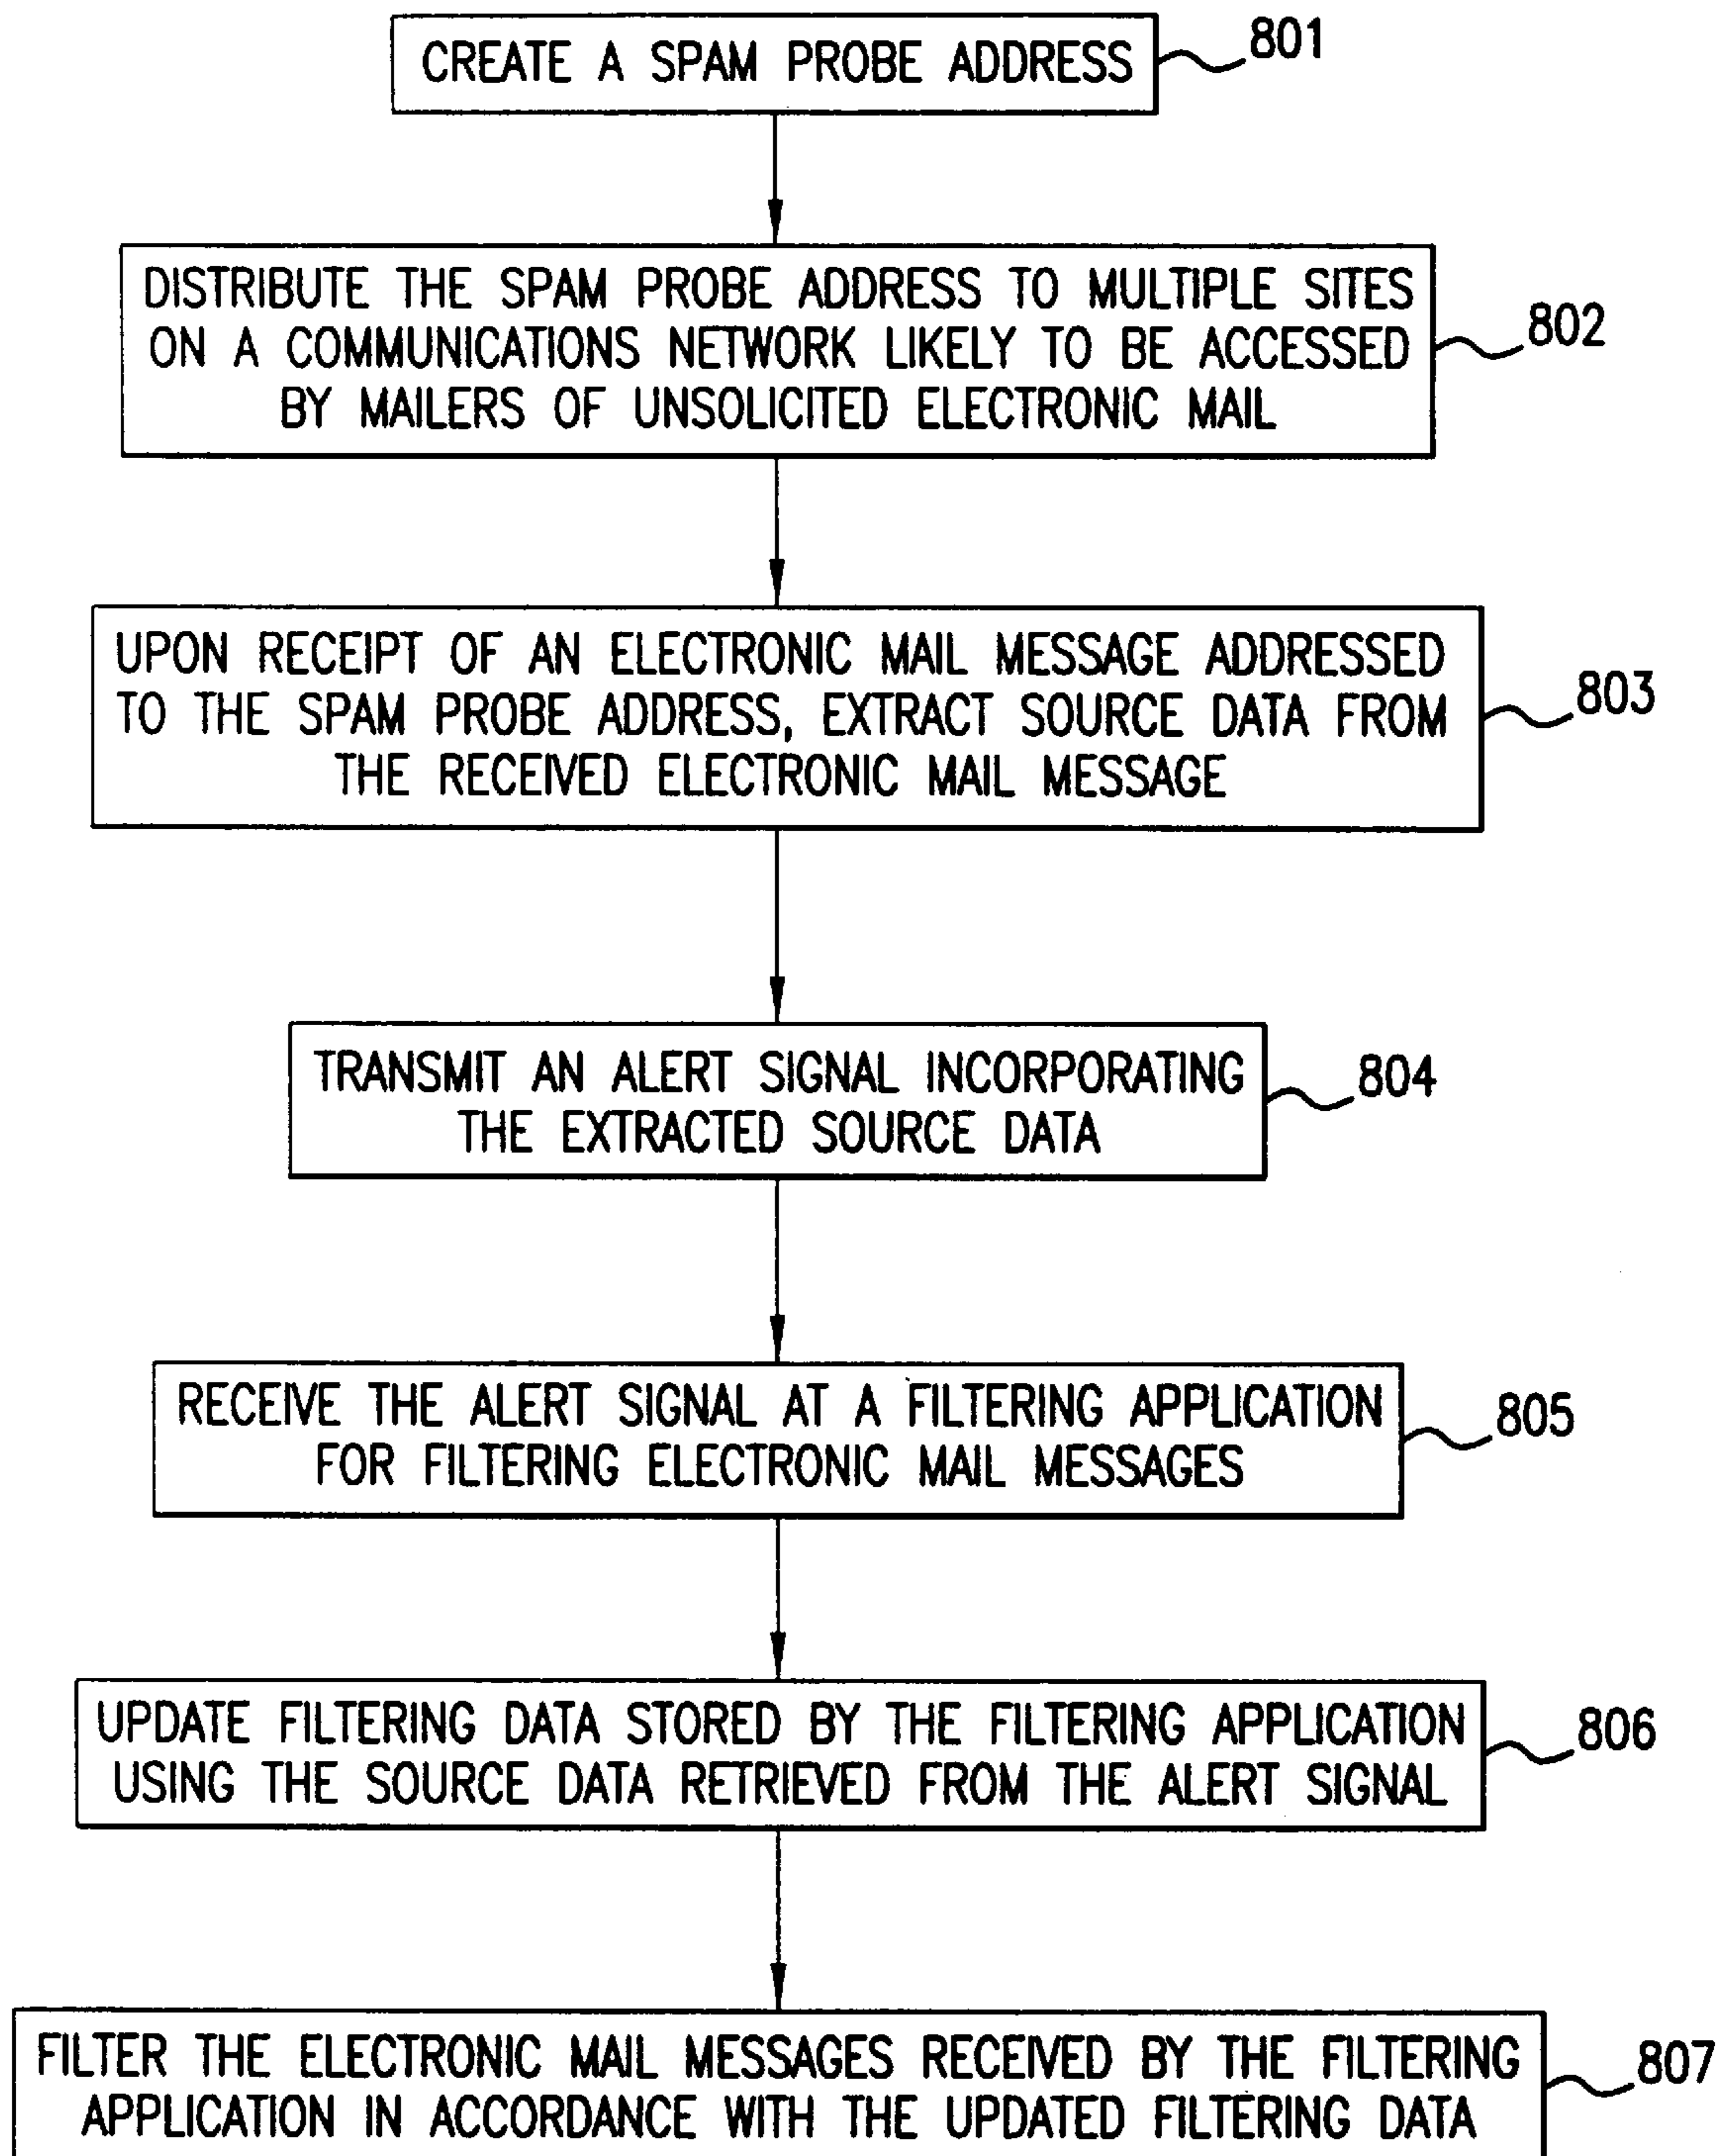 CREATE A SPAM PROBE ADDRESS
801
DISTRIBUTE THE SPAM PROBE ADDRESS TO MULTIPLE SITES
ON A COMMUNICATIONS NETWORK LIKELY TO BE ACCESSED
BY MAILERS OF UNSOLICITED ELECTRONIC MAIL
802
UPON RECEIPT OF AN ELECTRONIC MAIL MESSAGE ADDRESSED
TO THE SPAM PROBE ADDRESS, EXTRACT SOURCE DATA FROM
THE RECEIVED ELECTRONIC MAIL MESSAGE
803
TRANSMIT AN ALERT SIGNAL INCORPORATING
THE EXTRACTED SOURCE DATA
804
RECEIVE THE ALERT SIGNAL AT A FILTERING APPLICATION
FOR FILTERING ELECTRONIC MAIL MESSAGES
805
UPDATE FILTERING DATA STORED BY THE FILTERING APPLICATION
USING THE SOURCE DATA RETRIEVED FROM THE ALERT SIGNAL
806
FILTER THE ELECTRONIC MAIL MESSAGES RECEIVED BY THE FILTERING
APPLICATION IN ACCORDANCE WITH THE UPDATED FILTERING DATA
807